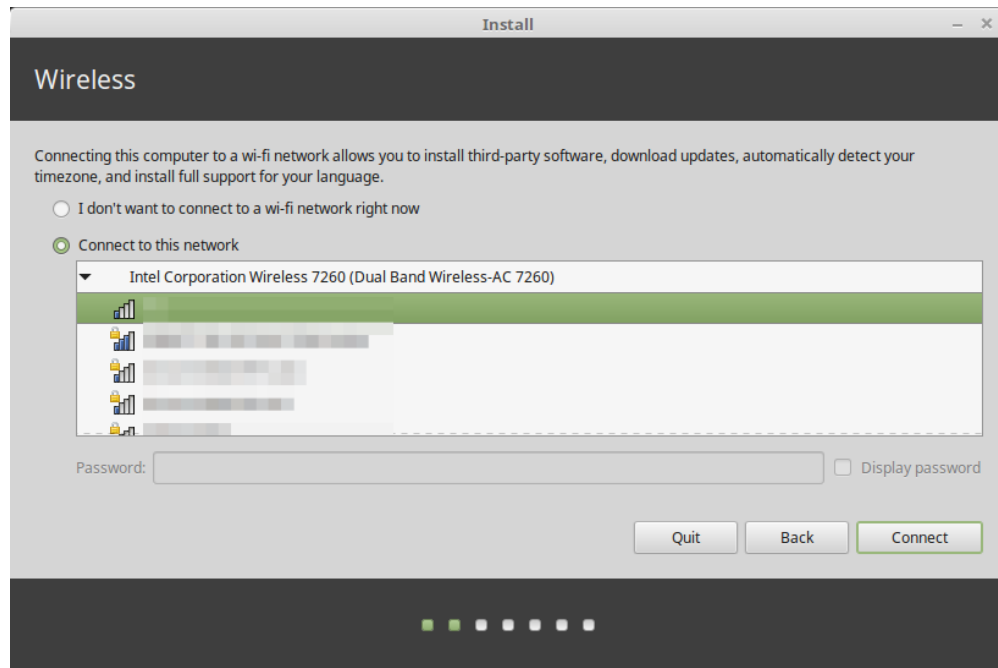 Install
Wireless
Connecting this computer to a wi-fi network allows you to install third-party software, download updates, automatically detect your
timezone, and install full support for your language.
I don't want to connect to a wi-fi network right now
Connect to this network
Intel Corporation Wireless 7260 (Dual Band Wireless-AC 7260)
Password:
Display password
Quit
Back
Connect